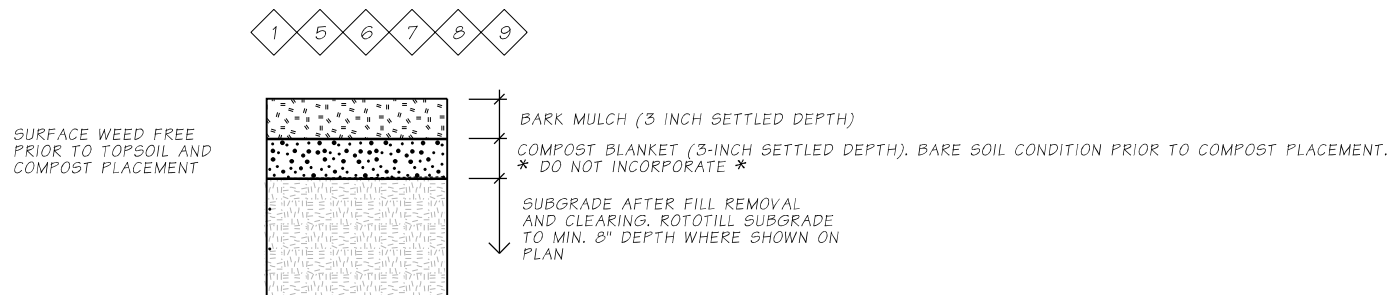 1 5 6 7 8 9
SURFACE WEED FREE
PRIOR TO TOPSOIL AND
COMPOST PLACEMENT
BARK MULCH (3 INCH SETTLED DEPTH)
COMPOST BLANKET (3-INCH SETTLED DEPTH). BARE SOIL CONDITION PRIOR TO COMPOST PLACEMENT.
* DO NOT INCORPORATE *
SUBGRADE AFTER FILL REMOVAL
AND CLEARING. ROTOTILL SUBGRADE
TO MIN. 8" DEPTH WHERE SHOWN ON
PLAN